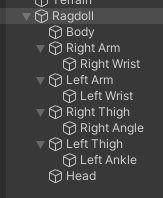 Terrain
Ragdoll
Body
Right Arm
Right Wrist
Left Arm
Left Wrist
Right Thigh
Right Angle
Left Thigh
Left Ankle
Head